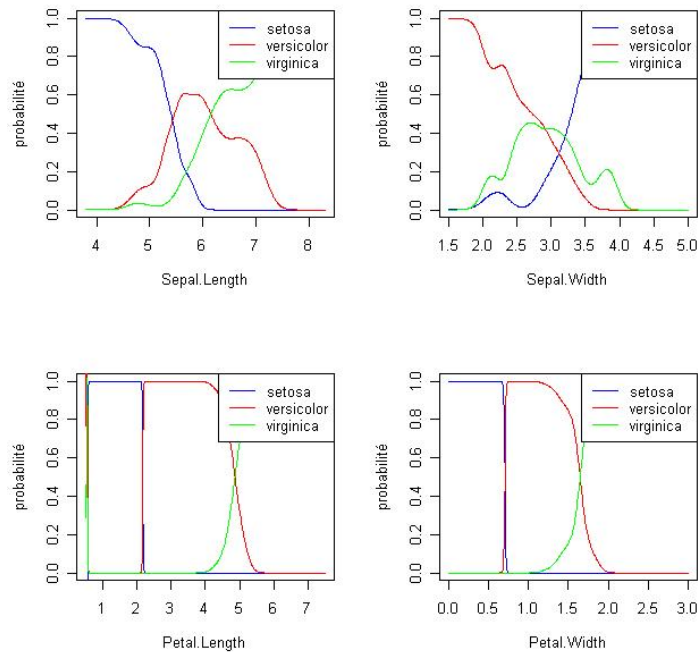 probabilité
0.0 0.2 0.4 0.6 0.8 1.0
setosa
versicolor
virginica
4 5 6 7 8
Sepal.Length
probabilité
0.0 0.2 0.4 0.6 0.8 1.0
setosa
versicolor
virginica
1.5 2.0 2.5 3.0 3.5 4.0 4.5 5.0
Sepal.Width
probabilité
0.0 0.2 0.4 0.6 0.8 1.0
setosa
versicolor
virginica
1 2 3 4 5 6 7
Petal.Length
probabilité
0.0 0.2 0.4 0.6 0.8 1.0
setosa
versicolor
virginica
0.0 0.5 1.0 1.5 2.0 2.5 3.0
Petal.Width